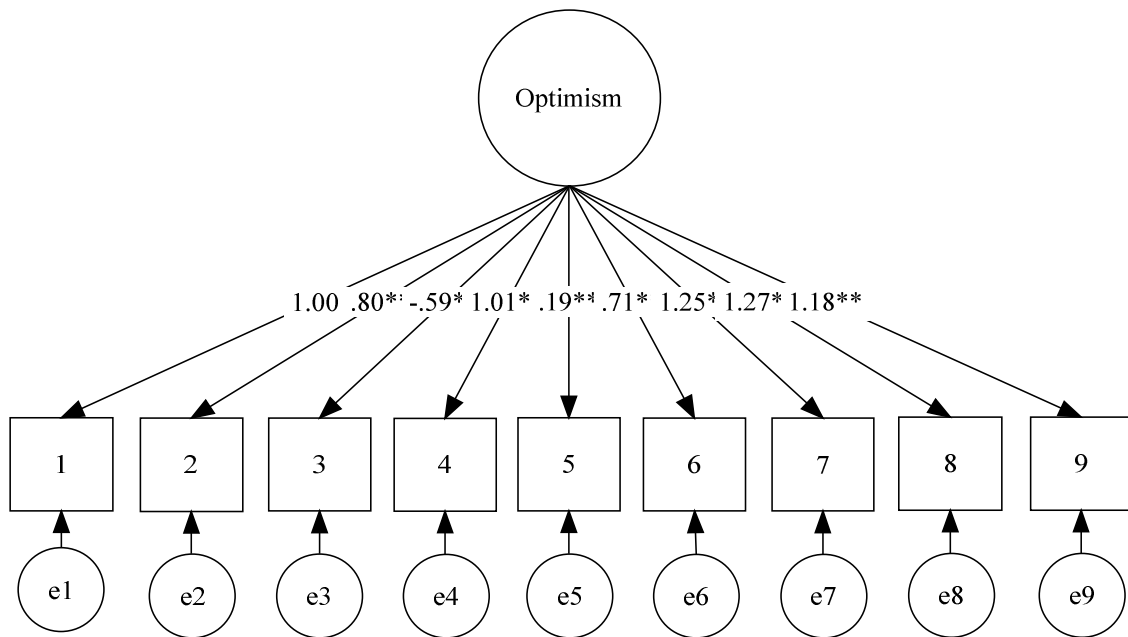 Optimism
1.00 .80** -.59* 1.01* .19** .71* 1.25* 1.27* 1.18**
1 2 3 4 5 6 7 8 9
e1 e2 e3 e4 e5 e6 e7 e8 e9